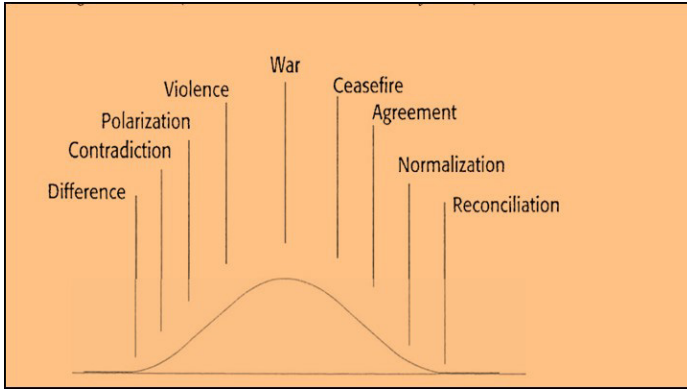 War
Violence
Ceasefire
Polarization
Agreement
Contradiction
Normalization
Difference
Reconciliation